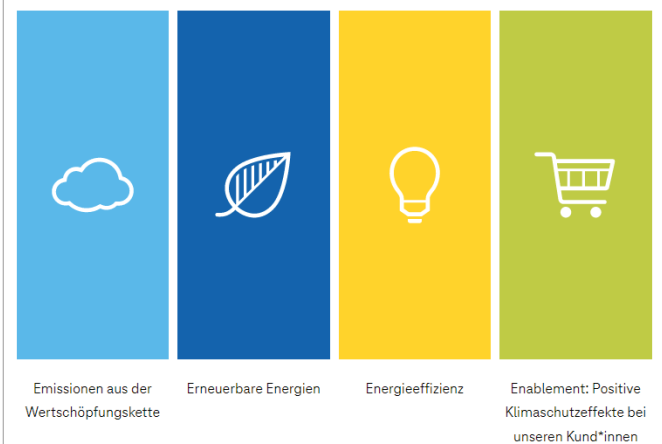 Emissionen aus der
Wertschöpfungskette
Erneuerbare Energien
Energieeffizienz
Enablement: Positive
Klimaschutzeffekte bei
unseren Kund*innen